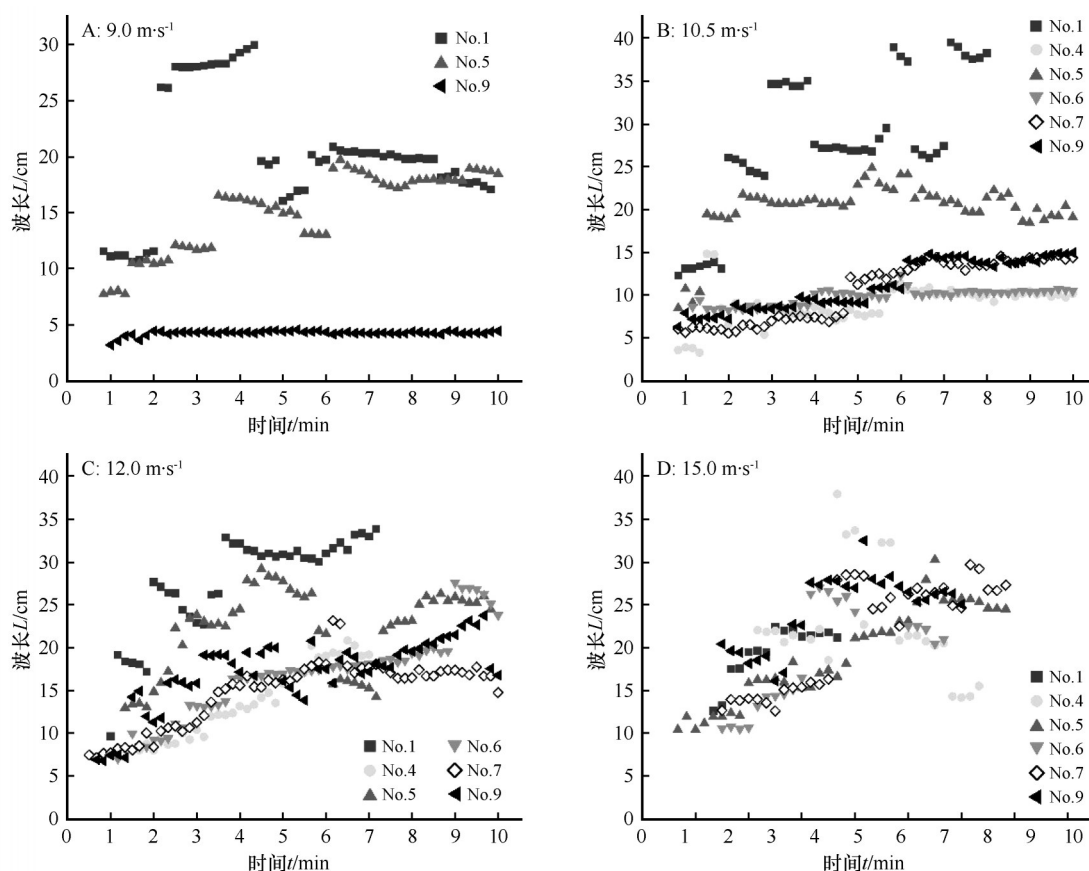 A: 9.0 m·s⁻¹
No.1
No.5
No.9
30
25
20
15
10
5
0
波长L/cm
0 1 2 3 4 5 6 7 8 9 10
时间t/min
B: 10.5 m·s⁻¹
No.1
No.4
No.5
No.6
No.7
No.9
40
35
30
25
20
15
10
5
0
波长L/cm
0 1 2 3 4 5 6 7 8 9 10
时间t/min
C: 12.0 m·s⁻¹
40
35
30
25
20
15
10
5
0
波长L/cm
No.1 No.6
No.4 No.7
No.5 No.9
0 1 2 3 4 5 6 7 8 9 10
时间t/min
D: 15.0 m·s⁻¹
40
35
30
25
20
15
10
5
0
波长L/cm
No.1
No.4
No.5
No.6
No.7
No.9
0 1 2 3 4 5 6 7 8 9 10
时间t/min